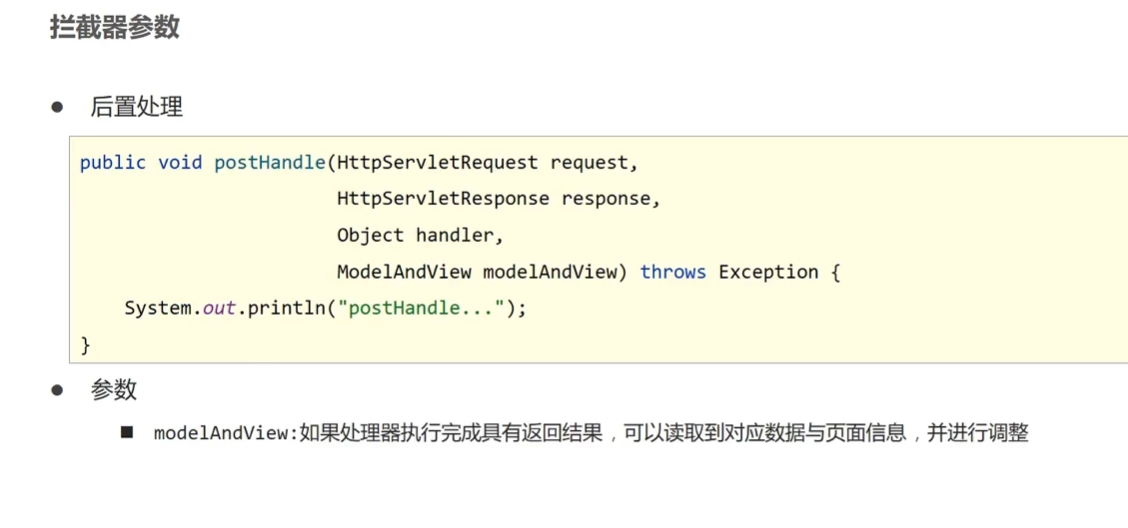 拦截器参数
● 后置处理
public void postHandle(HttpServletRequest request,
HttpServletResponse response,
Object handler,
ModelAndView modelAndView) throws Exception {
System.out.println("postHandle...");
}
● 参数
■ modelAndView:如果处理器执行完成具有返回结果，可以读取到对应数据与页面信息，并进行调整